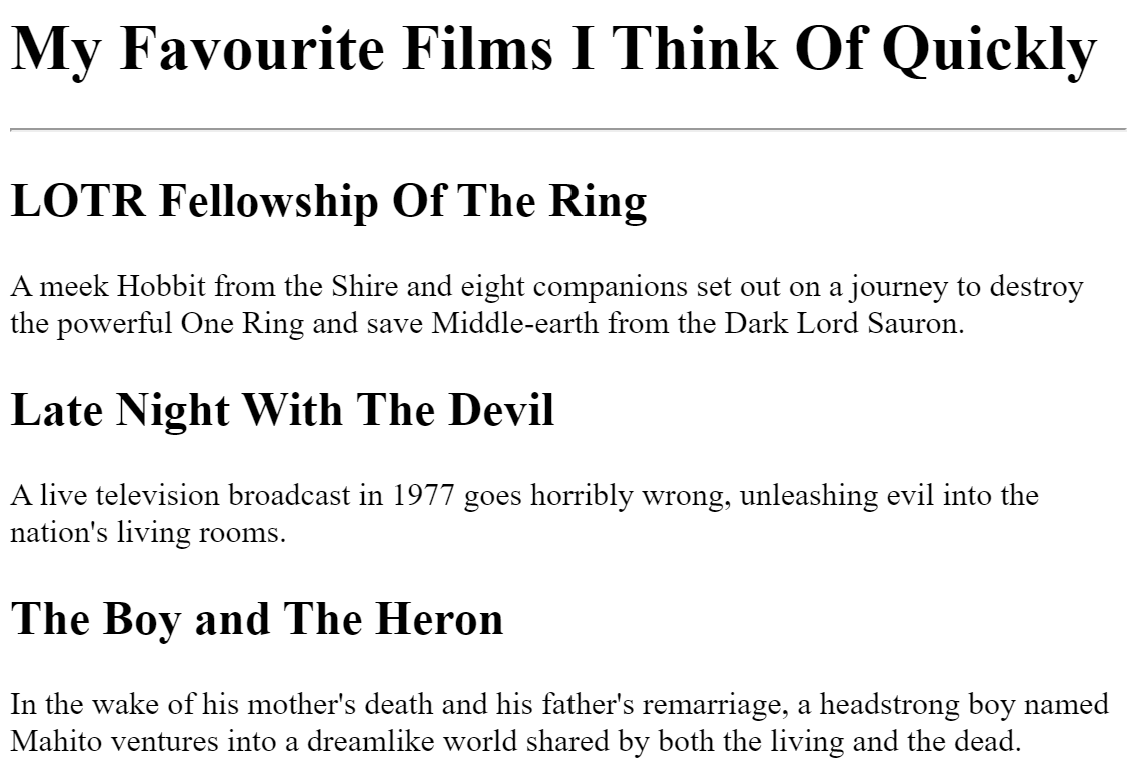 My Favourite Films I Think Of Quickly
LOTR Fellowship Of The Ring
A meek Hobbit from the Shire and eight companions set out on a journey to destroy
the powerful One Ring and save Middle-earth from the Dark Lord Sauron.
Late Night With The Devil
A live television broadcast in 1977 goes horribly wrong, unleashing evil into the
nation's living rooms.
The Boy and The Heron
In the wake of his mother's death and his father's remarriage, a headstrong boy named
Mahito ventures into a dreamlike world shared by both the living and the dead.